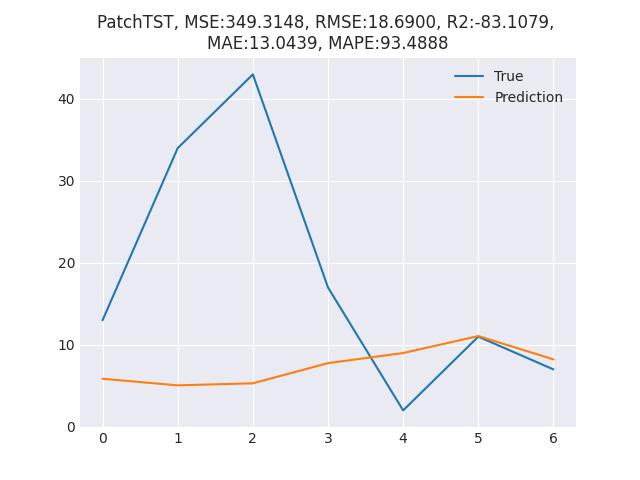 PatchTST, MSE:349.3148, RMSE:18.6900, R2:-83.1079,
MAE:13.0439, MAPE:93.4888
True
Prediction
40
30
20
10
0
0 1 2 3 4 5 6